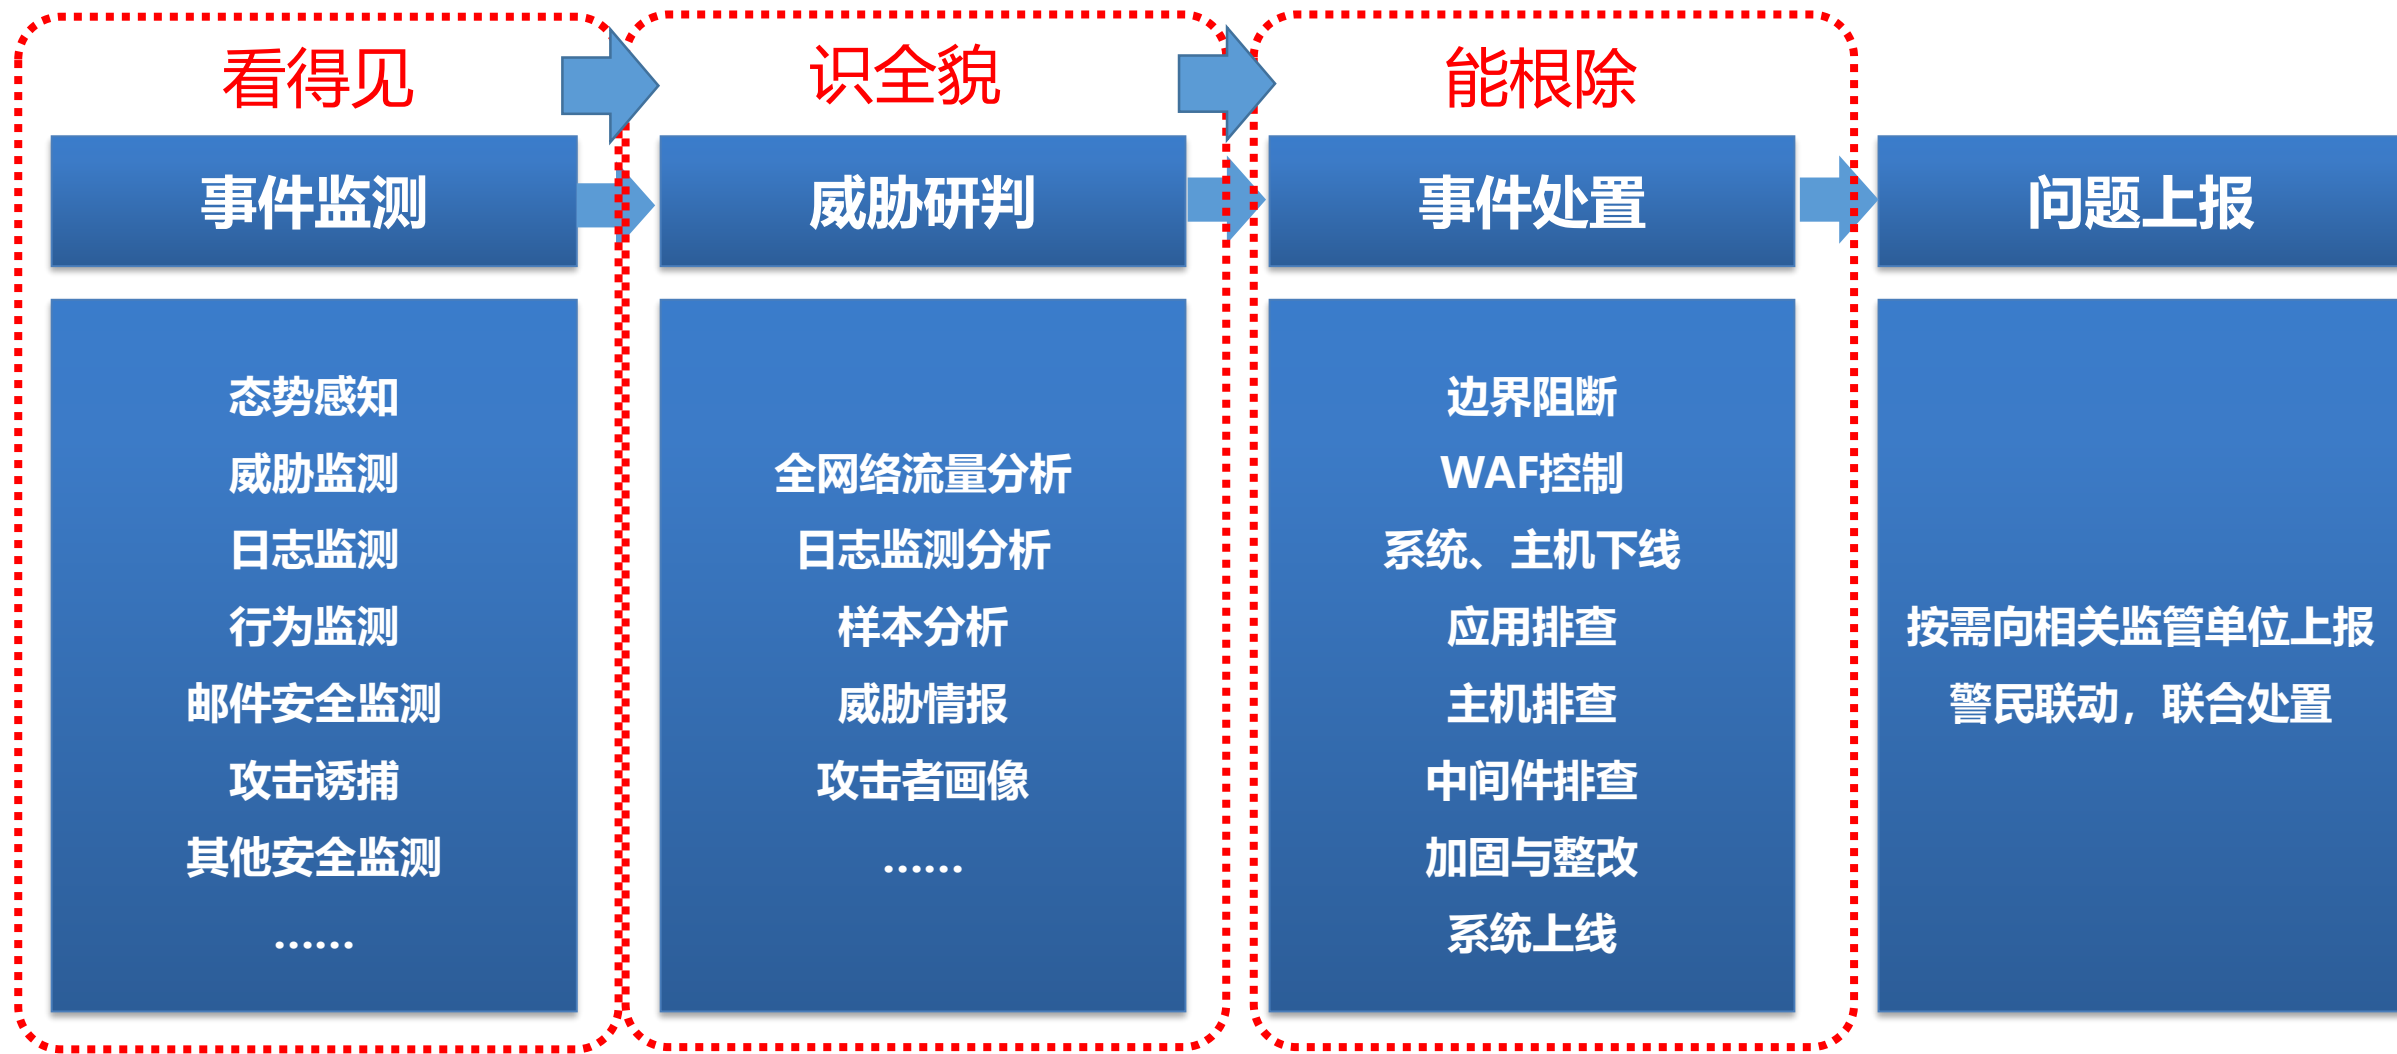 看得见
识全貌
能根除
事件监测
威胁研判
事件处置
问题上报
态势感知
威胁监测
日志监测
行为监测
邮件安全监测
攻击诱捕
其他安全监测
……
全网络流量分析
日志监测分析
样本分析
威胁情报
攻击者画像
……
边界阻断
WAF控制
系统、主机下线
应用排查
主机排查
中间件排查
加固与整改
系统上线
按需向相关监管单位上报
警民联动，联合处置